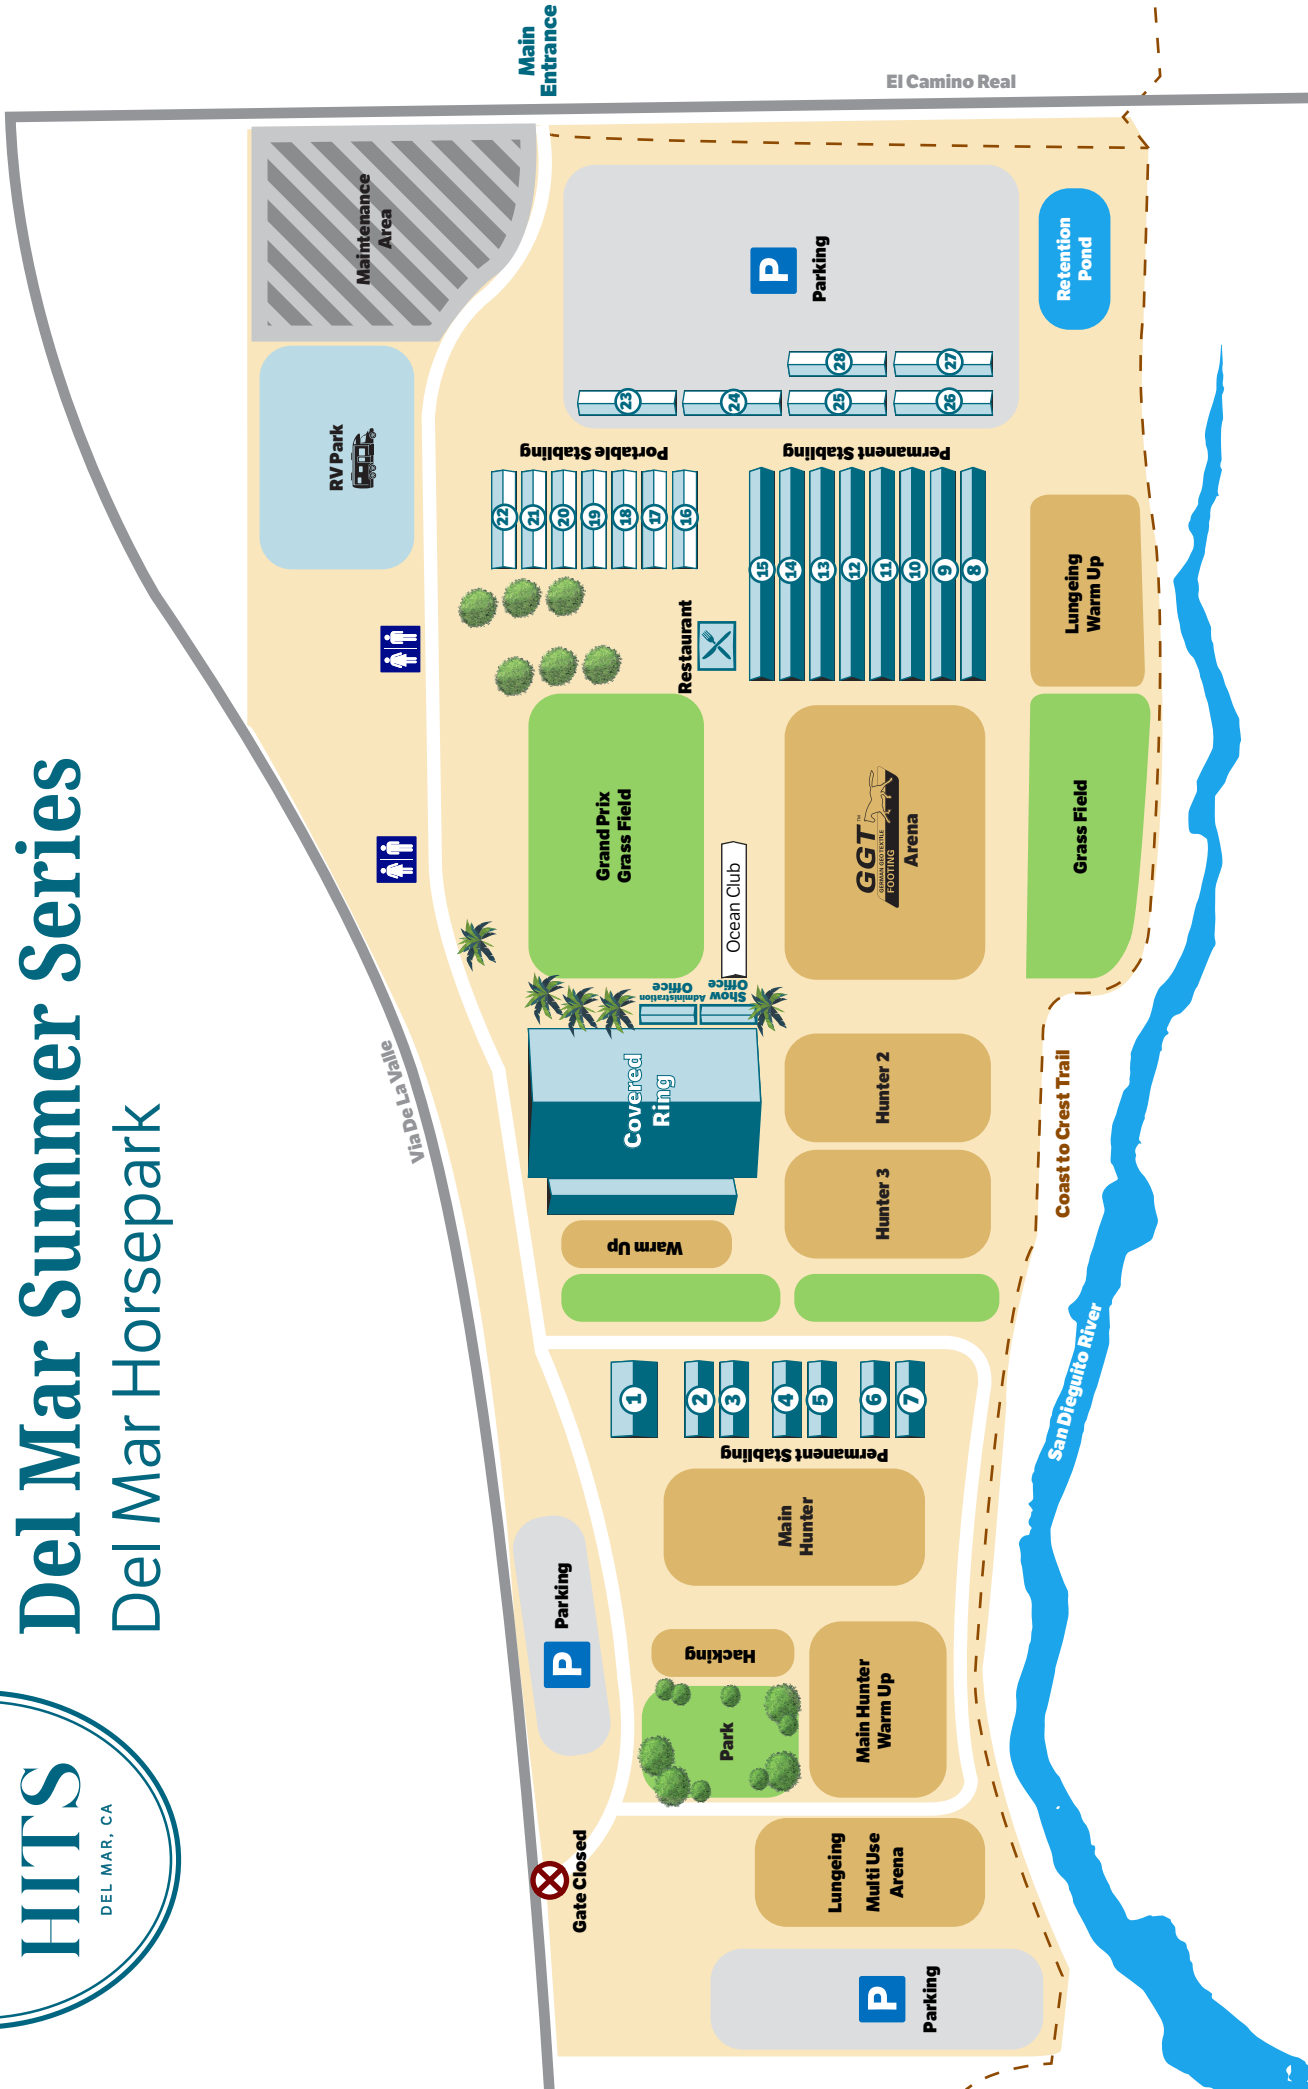 HITS
DEL MAR, CA
Del Mar Summer Series
Del Mar Horsepark
Main
Entrance
El Camino Real
Via De La Valle
Maintenance
Area
RV Park
P
Parking
Retention
Pond
23
24
25
26
27
28
Portable Stabling
22
21
20
19
18
17
16
Permanent Stabling
15
14
13
12
11
10
9
8
Restaurant
Lungeing
Warm Up
Grand Prix
Grass Field
Ocean Club
GGT™
GERMAN GEO TEXTILE
FOOTING
Arena
Grass Field
Administration
Office
Show
Office
Covered
Ring
Hunter 2
Hunter 3
Warm Up
Coast to Crest Trail
San Dieguito River
1
2
3
4
5
6
7
Permanent Stabling
Main
Hunter
P
Parking
Hacking
Park
Main Hunter
Warm Up
Gate Closed
Lungeing
Multi Use
Arena
P
Parking